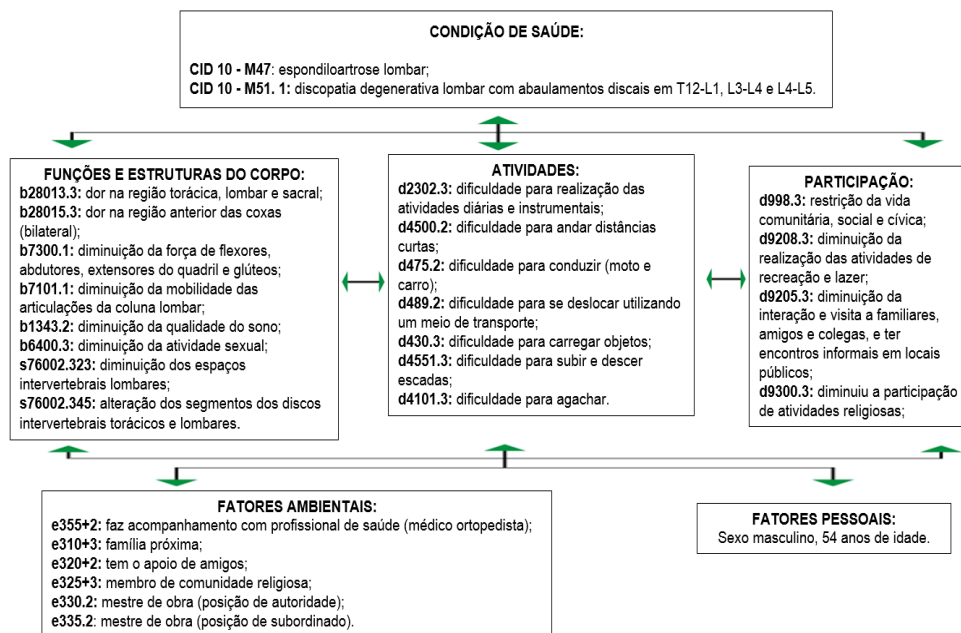 CONDIÇÃO DE SAÚDE:
CID 10 - M47: espondiloartrose lombar;
CID 10 - M51. 1: discopatia degenerativa lombar com abaulamentos discais em T12-L1, L3-L4 e L4-L5.
FUNÇÕES E ESTRUTURAS DO CORPO:
b28013.3: dor na região torácica, lombar e sacral;
b28015.3: dor na região anterior das coxas
(bilateral);
b7300.1: diminuição da força de flexores,
abdutores, extensores do quadril e glúteos;
b7101.1: diminuição da mobilidade das
articulações da coluna lombar;
b1343.2: diminuição da qualidade do sono;
b6400.3: diminuição da atividade sexual;
s76002.323: diminuição dos espaços
intervertebrais lombares;
s76002.345: alteração dos segmentos dos discos
intervertebrais torácicos e lombares.
ATIVIDADES:
d2302.3: dificuldade para realização das
atividades diárias e instrumentais;
d4500.2: dificuldade para andar distâncias
curtas;
d475.2: dificuldade para conduzir (moto e
carro);
d489.2: dificuldade para se deslocar utilizando
um meio de transporte;
d430.3: dificuldade para carregar objetos;
d4551.3: dificuldade para subir e descer
escadas;
d4101.3: dificuldade para agachar.
PARTICIPAÇÃO:
d998.3: restrição da vida
comunitária, social e cívica;
d9208.3: diminuição da
realização das atividades de
recreação e lazer;
d9205.3: diminuição da
interação e visita a familiares,
amigos e colegas, e ter
encontros informais em locais
públicos;
d9300.3: diminuiu a participação
de atividades religiosas;
FATORES AMBIENTAIS:
e355+2: faz acompanhamento com profissional de saúde (médico ortopedista);
e310+3: família próxima;
e320+2: tem o apoio de amigos;
e325+3: membro de comunidade religiosa;
e330.2: mestre de obra (posição de autoridade);
e335.2: mestre de obra (posição de subordinado).
FATORES PESSOAIS:
Sexo masculino, 54 anos de idade.